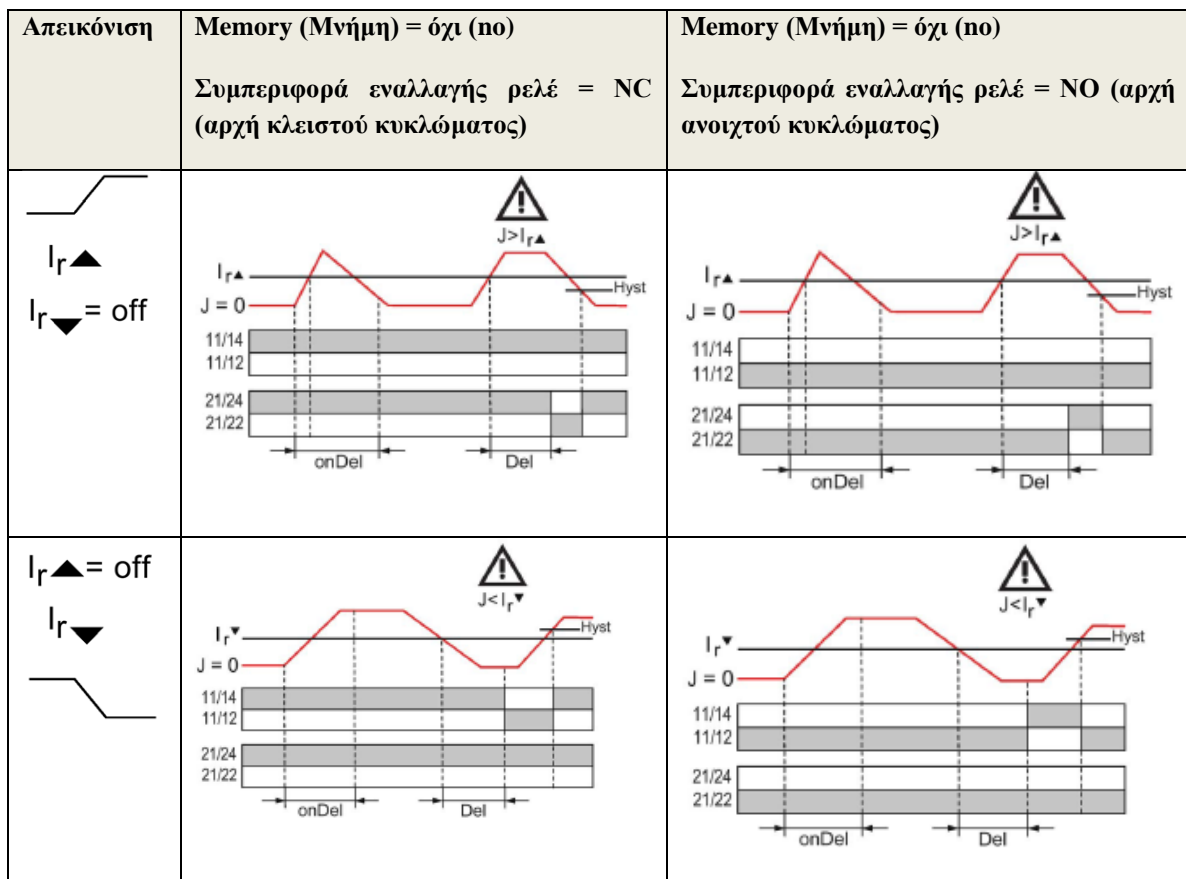 Απεικόνιση
Memory (Μνήμη) = όχι (no)
Συμπεριφορά εναλλαγής ρελέ = NC
(αρχή κλειστού κυκλώματος)
Memory (Μνήμη) = όχι (no)
Συμπεριφορά εναλλαγής ρελέ = NO (αρχή
ανοιχτού κυκλώματος)
Ir▲
Ir▼= off
J>Ir▲
Ir▲
Hyst
J = 0
11/14
11/12
21/24
21/22
onDel
Del
J>Ir▲
Ir▲
Hyst
J = 0
11/14
11/12
21/24
21/22
onDel
Del
Ir▲= off
Ir▼
J<Ir▼
Ir▼
Hyst
J = 0
11/14
11/12
21/24
21/22
onDel
Del
J<Ir▼
Ir▼
Hyst
J = 0
11/14
11/12
21/24
21/22
onDel
Del